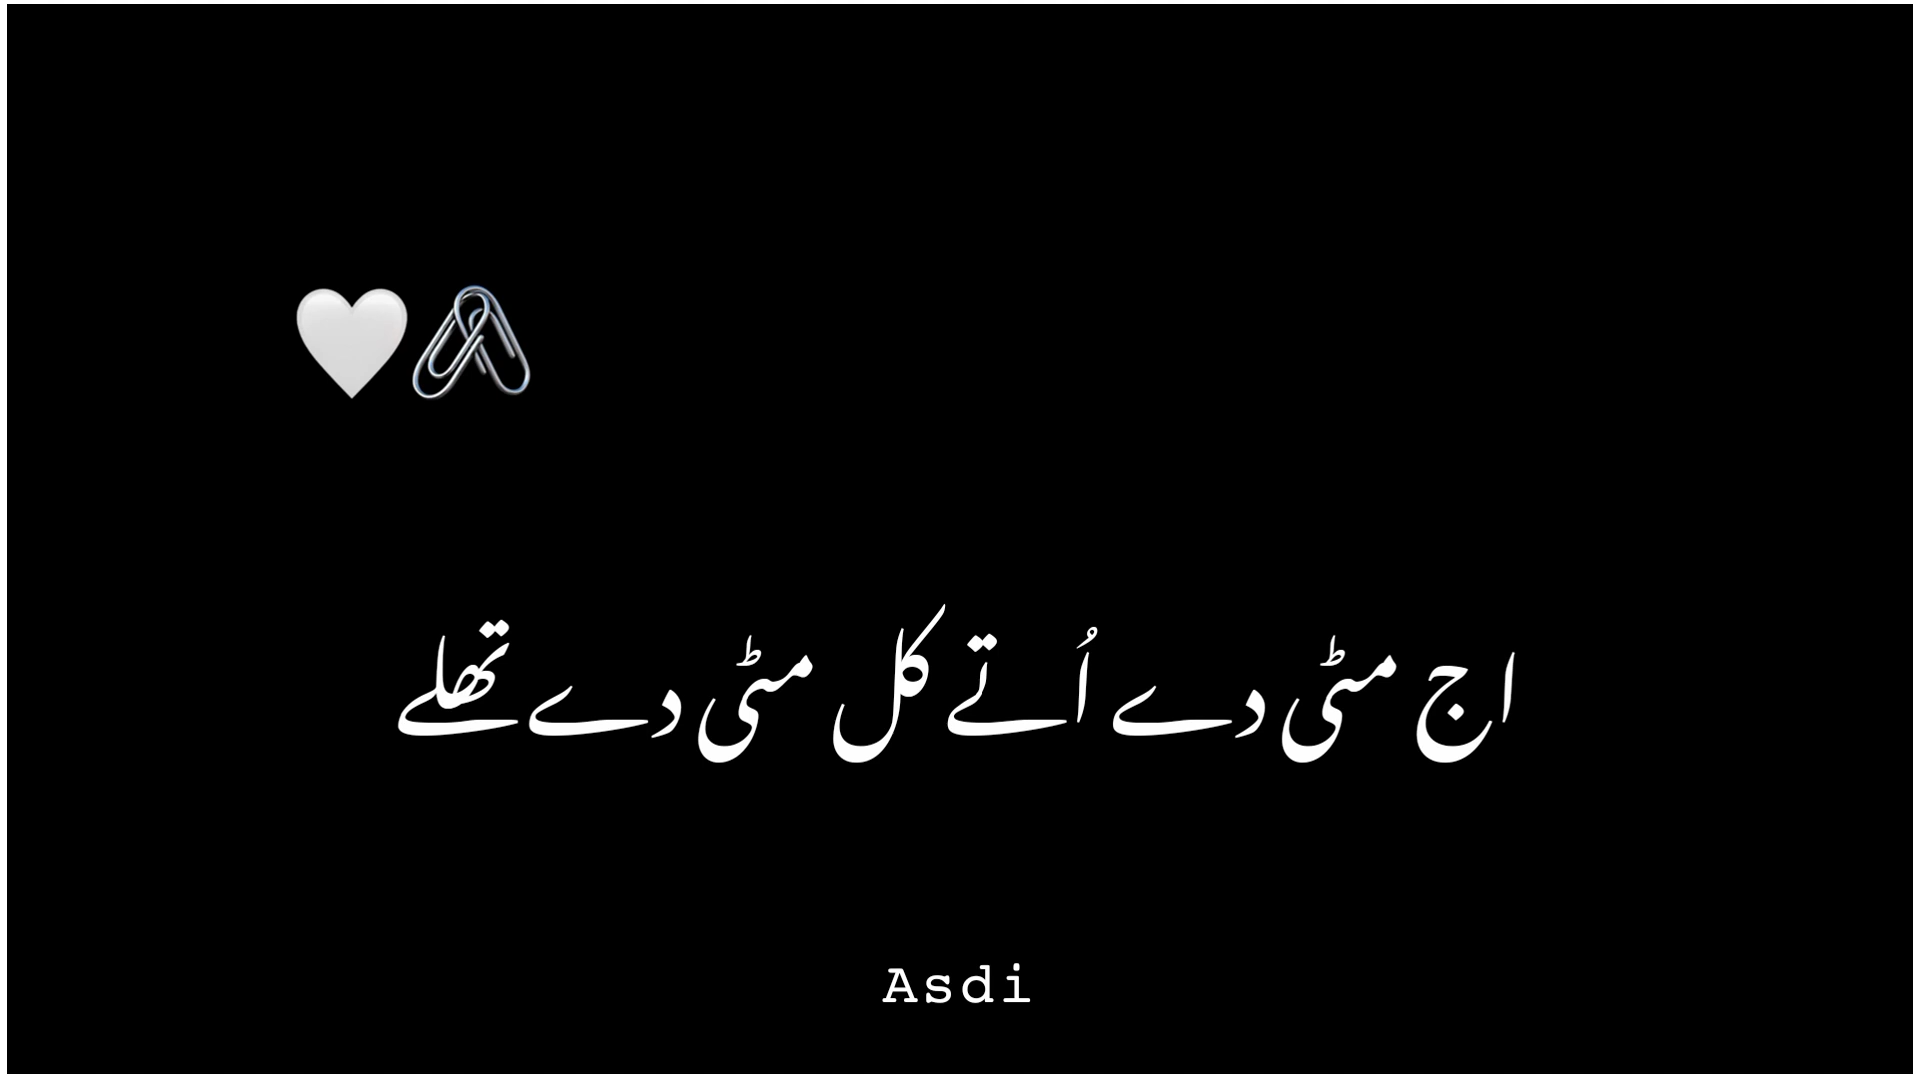 🤍🖇️
اج مٹی دے اُتے کل مٹی دے تھلے
Asdi